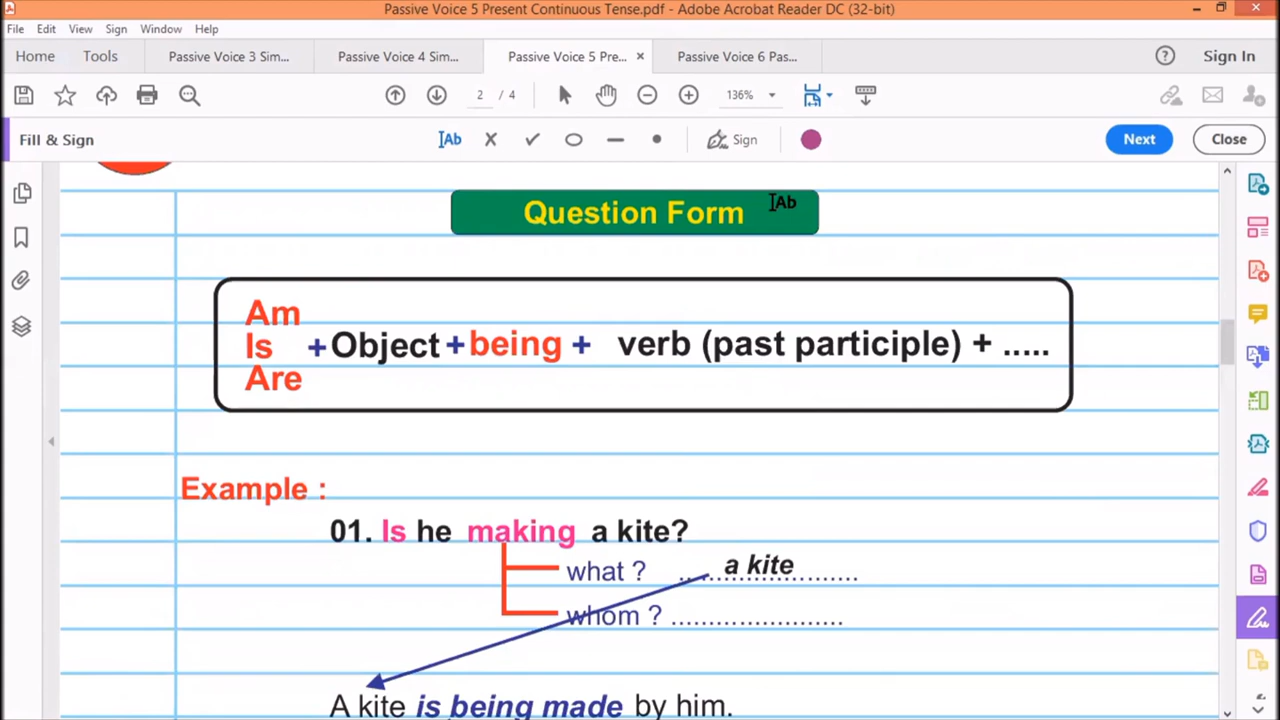 Passive Voice 5 Present Continuous Tense.pdf - Adobe Acrobat Reader DC (32-bit)
File Edit View Sign Window Help
Home Tools Passive Voice 3 Sim... Passive Voice 4 Sim... Passive Voice 5 Pre... × Passive Voice 6 Pas... Sign In
2 / 4 136%
Fill & Sign Ab Sign Next Close
Question Form Ab
Am
Is + Object + being + verb (past participle) + .....
Are
Example :
01. Is he making a kite?
what ? ...a kite...........
whom ? ......................
A kite is being made by him.